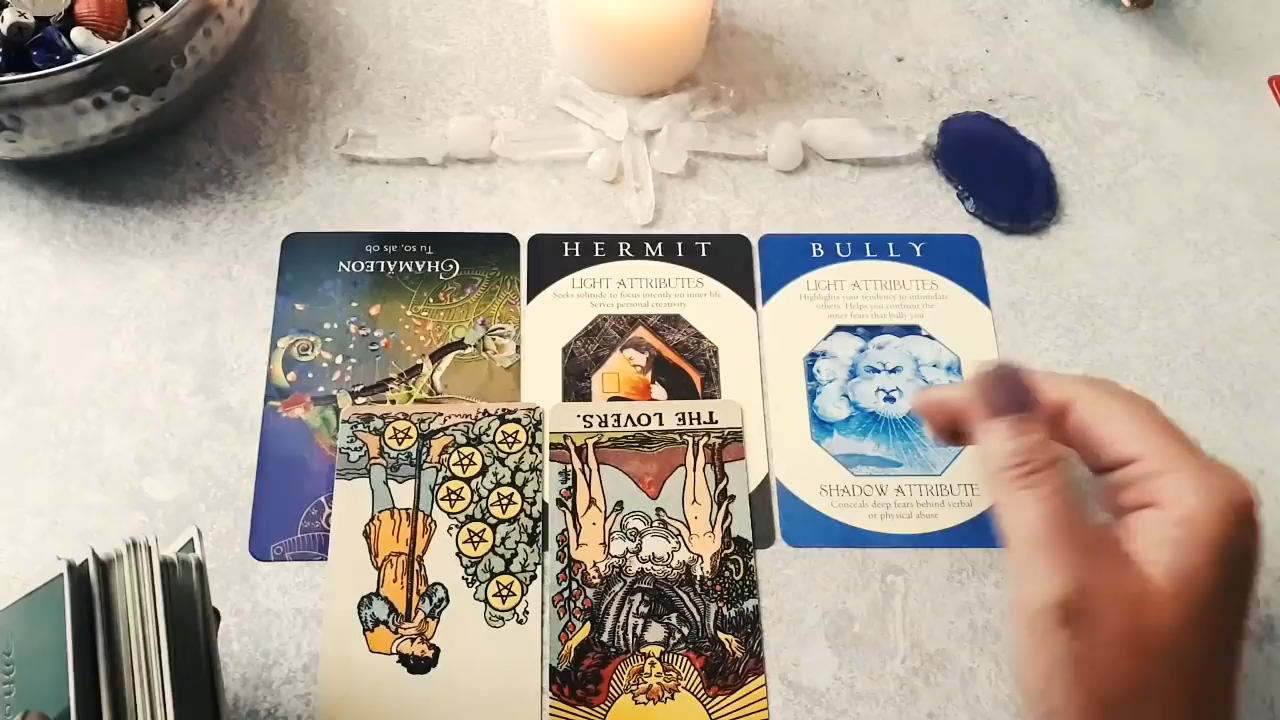 Tu so, als ob
CHAMÄLEON
HERMIT
LIGHT ATTRIBUTES
Seeks solitude to focus intently on inner life.
Serves personal creativity
BULLY
LIGHT ATTRIBUTES
Highlights your tendency to intimidate
others. Helps you confront the
inner fears that bully you
SHADOW ATTRIBUTE
Conceals deep fears behind verbal
or physical abuse
THE LOVERS.